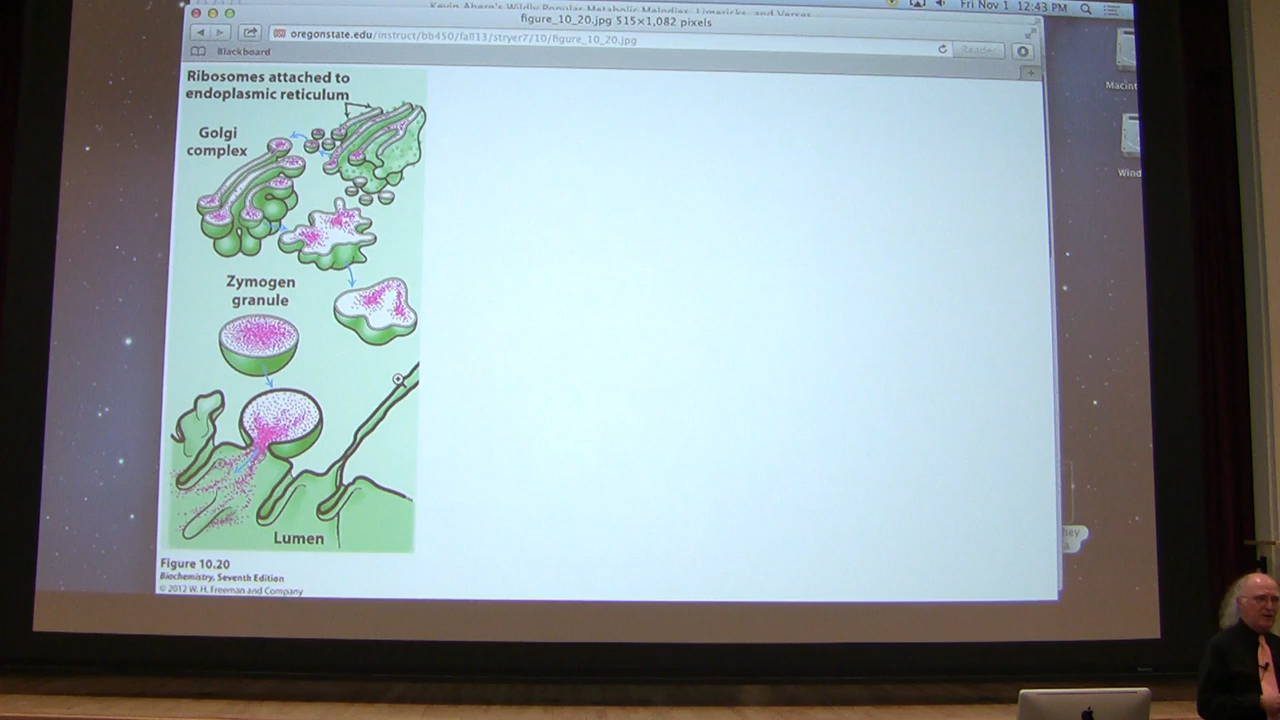 Kevin Ahern's Wildly Popular Metabolic Melodies, Limericks, and Verses
Fri Nov 1 12:43 PM
figure_10_20.jpg 515×1,082 pixels
oregonstate.edu/instruct/bb450/fall13/stryer7/10/figure_10_20.jpg
Reader
Blackboard
Macint
Wind
Ribosomes attached to
endoplasmic reticulum
Golgi
complex
Zymogen
granule
Lumen
Figure 10.20
Biochemistry, Seventh Edition
© 2012 W. H. Freeman and Company